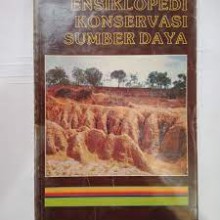 ENSIKLOPEDI
KONSERVASI
SUMBER DAYA